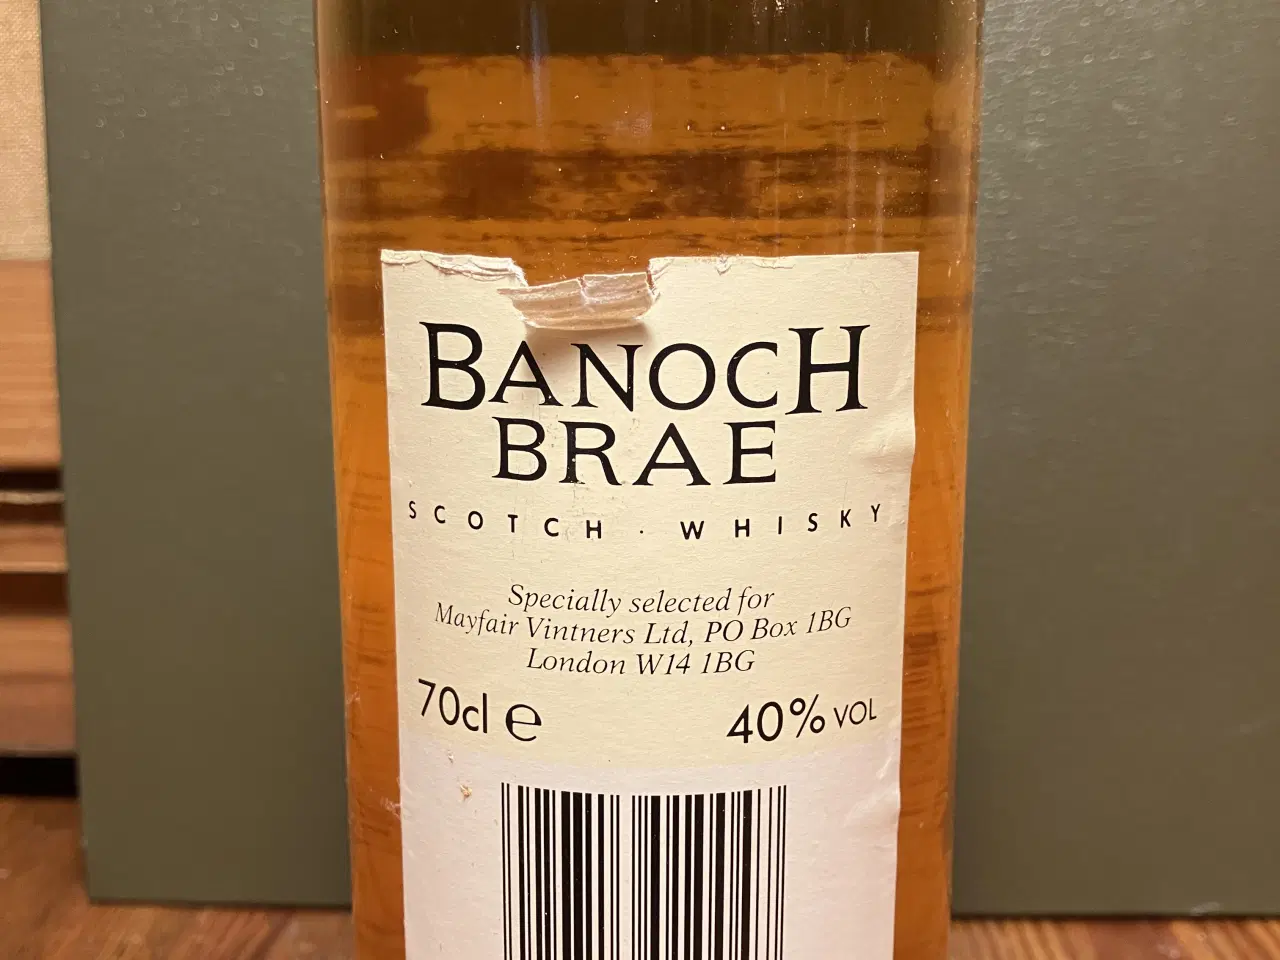 BANOCH
BRAE
SCOTCH · WHISKY
Specially selected for
Mayfair Vintners Ltd, PO Box 1BG
London W14 1BG
70cl ℮ 40% VOL